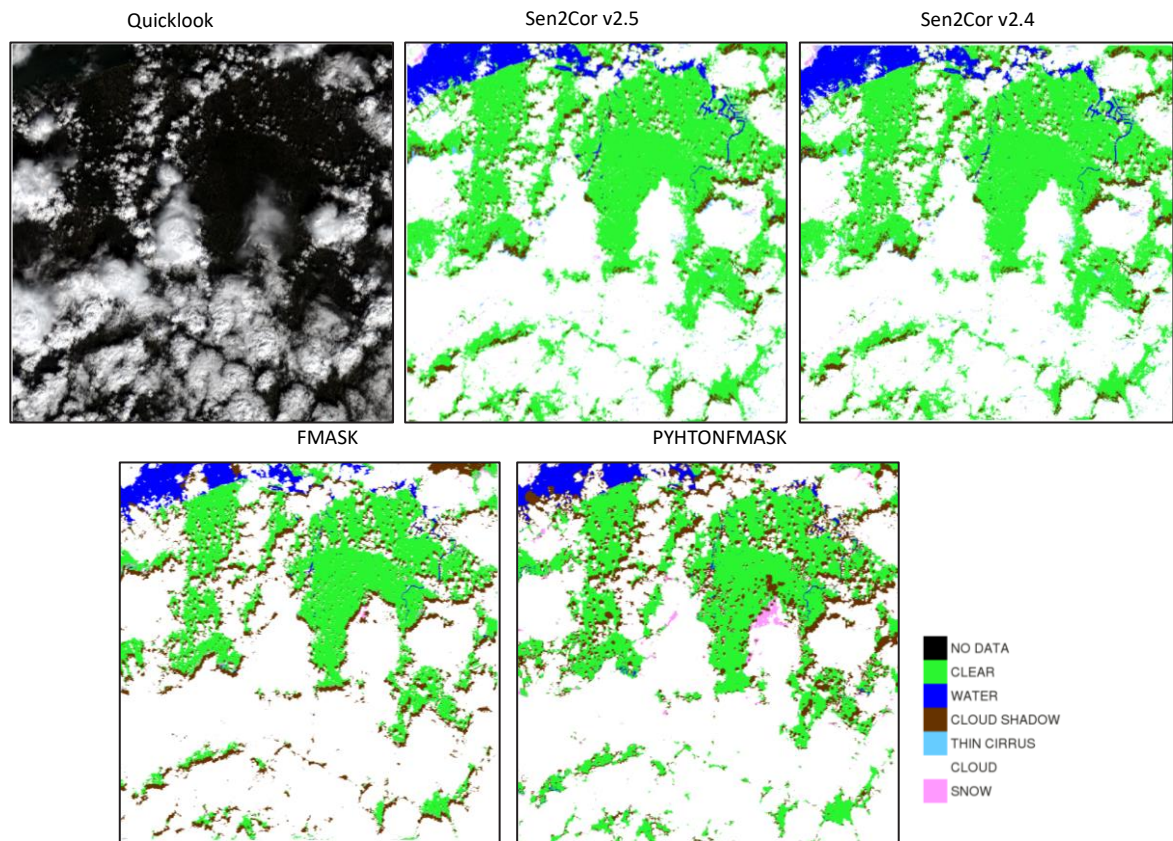 Quicklook
Sen2Cor v2.5
Sen2Cor v2.4
FMASK
PYHTONFMASK
NO DATA
CLEAR
WATER
CLOUD SHADOW
THIN CIRRUS
CLOUD
SNOW